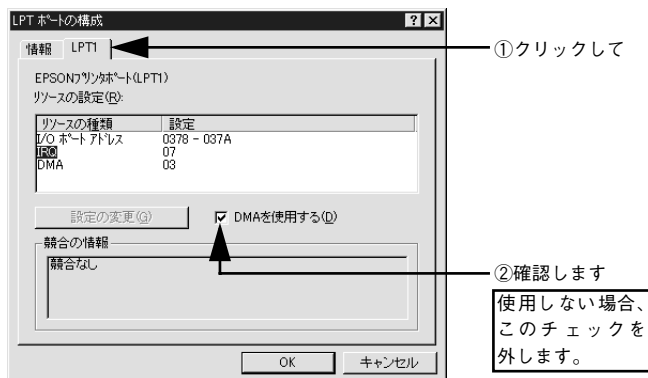 LPT ポートの構成
情報 LPT1
①クリックして
EPSONプリンタポート(LPT1)
リソースの設定(R):
リソースの種類 設定
I/O ポート アドレス 0378 - 037A
IRQ 07
DMA 03
設定の変更(G) DMAを使用する(D)
競合の情報
競合なし
②確認します
使用しない場合、
このチェックを
外します。
OK キャンセル